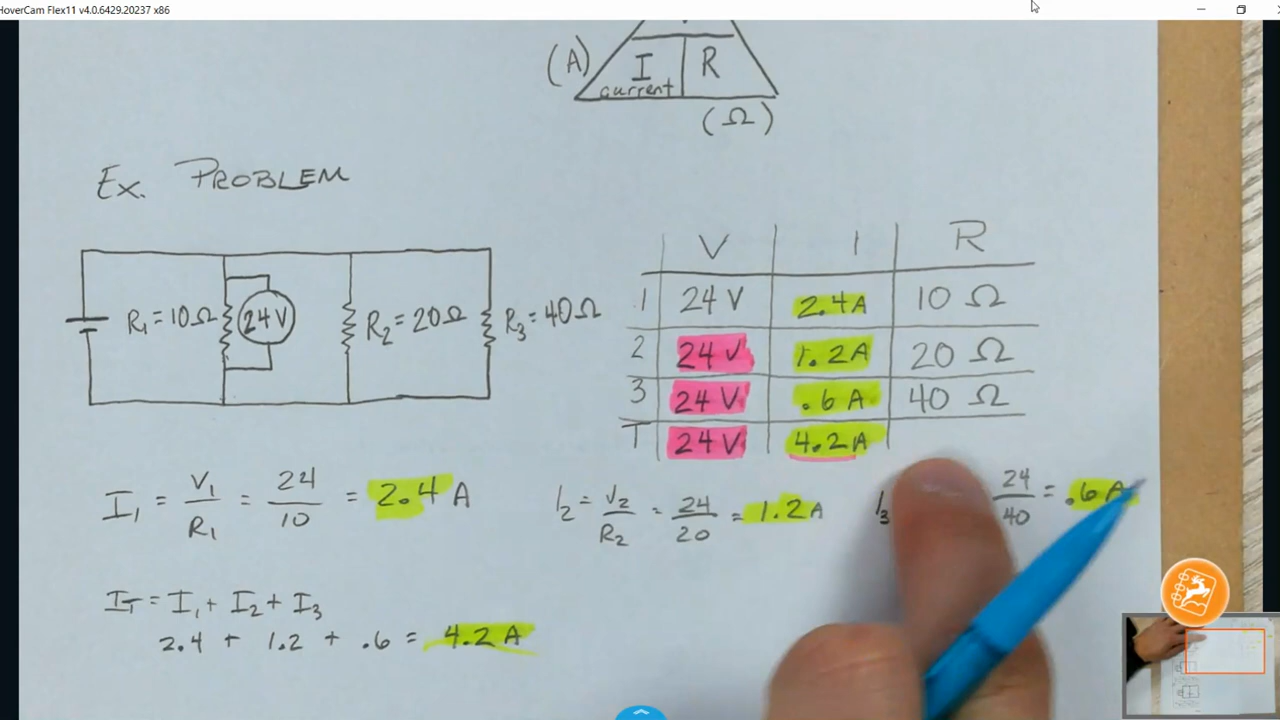 HoverCam Flex11 v4.0.6429.20237 x86
(A) I R
current
(Ω)
Ex. PROBLEM
R₁=10Ω 24V R₂=20Ω R₃=40Ω
V I R
1 24 V 2.4A 10 Ω
2 24 V 1.2A 20 Ω
3 24 V .6 A 40 Ω
T 24 V 4.2A
I₁ = V₁/R₁ = 24/10 = 2.4 A
I₂ = V₂/R₂ = 24/20 = 1.2 A
I₃ 24/40 = .6 A
I_T = I₁ + I₂ + I₃
2.4 + 1.2 + .6 = 4.2 A